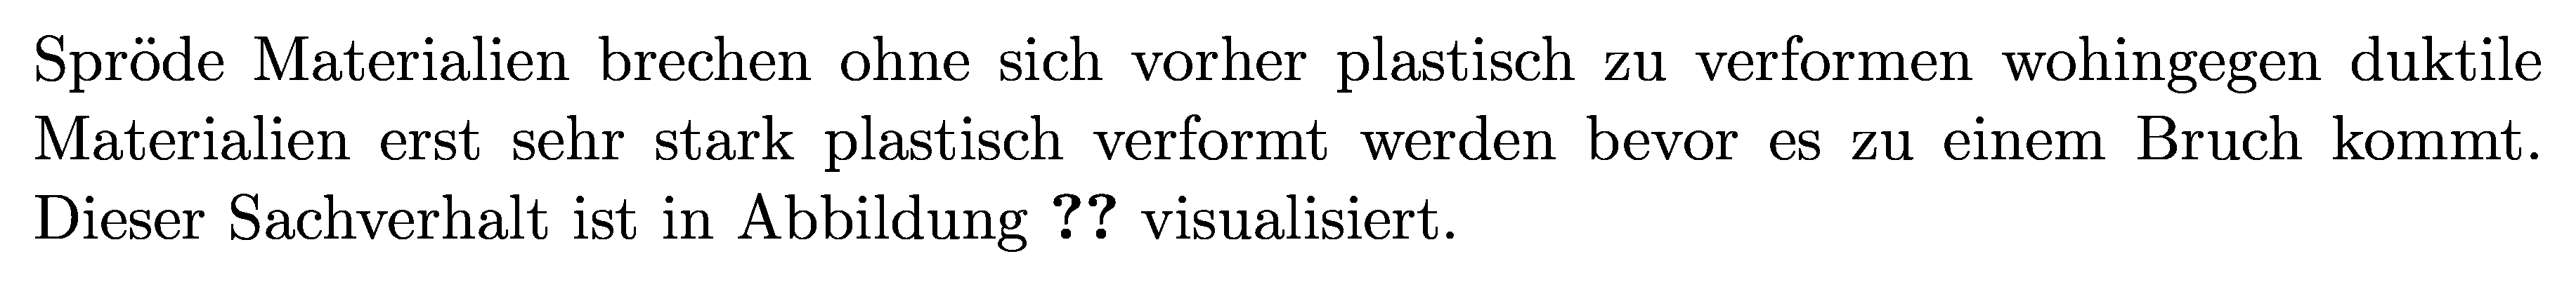 Spröde Materialien brechen ohne sich vorher plastisch zu verformen wohingegen duktile
Materialien erst sehr stark plastisch verformt werden bevor es zu einem Bruch kommt.
Dieser Sachverhalt ist in Abbildung ?? visualisiert.